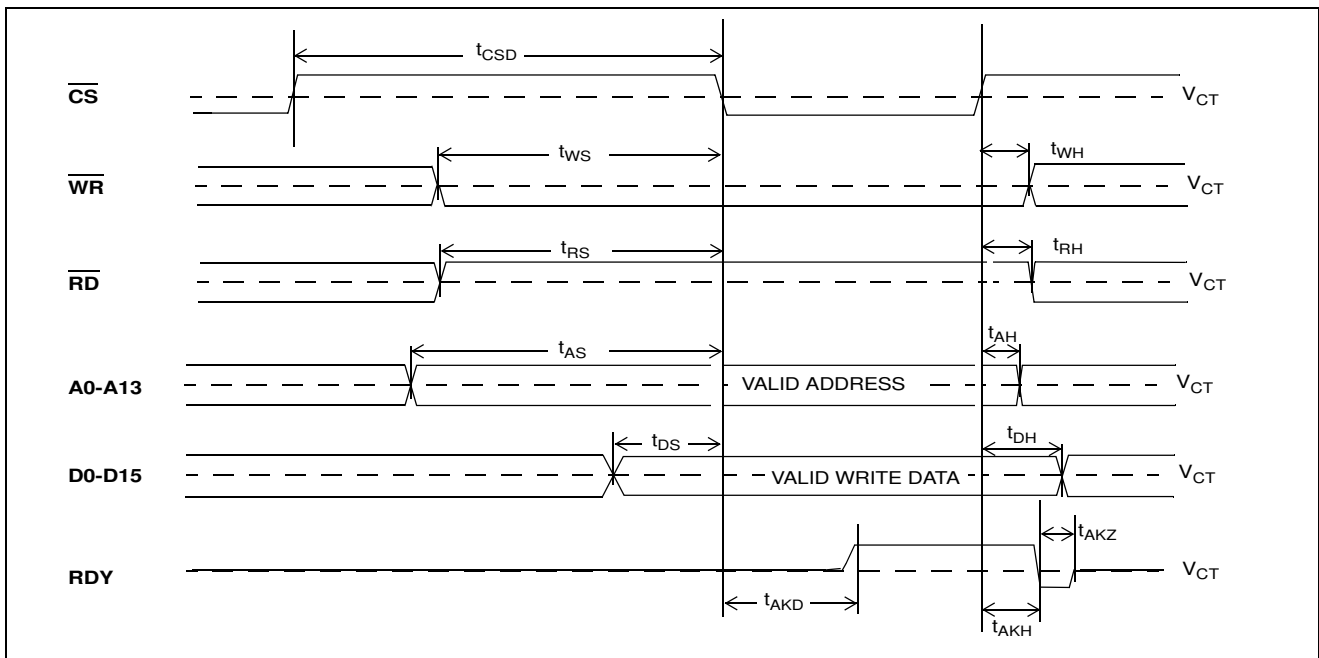 tCSD
CS
VCT
tWS
tWH
WR
VCT
tRS
tRH
RD
VCT
tAS
tAH
A0-A13
VALID ADDRESS
VCT
tDS
tDH
D0-D15
VALID WRITE DATA
VCT
tAKZ
RDY
VCT
tAKD
tAKH